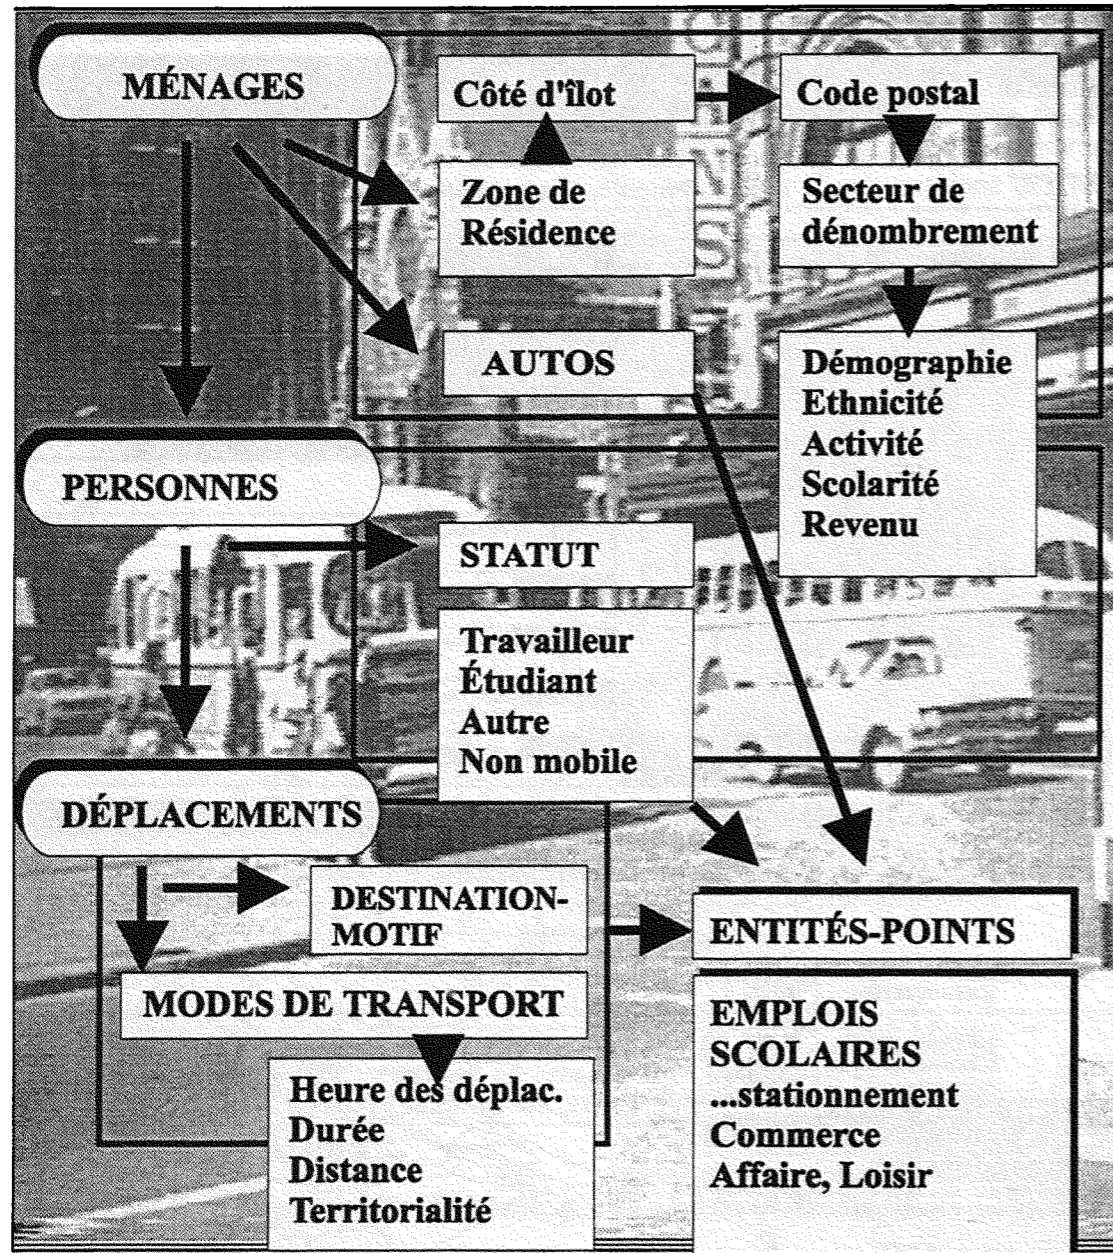 MÉNAGES
Côté d'îlot
Code postal
Zone de
Résidence
Secteur de
dénombrement
AUTOS
Démographie
Ethnicité
Activité
Scolarité
Revenu
PERSONNES
STATUT
Travailleur
Étudiant
Autre
Non mobile
DÉPLACEMENTS
DESTINATION-
MOTIF
MODES DE TRANSPORT
Heure des déplac.
Durée
Distance
Territorialité
ENTITÉS-POINTS
EMPLOIS
SCOLAIRES
...stationnement
Commerce
Affaire, Loisir